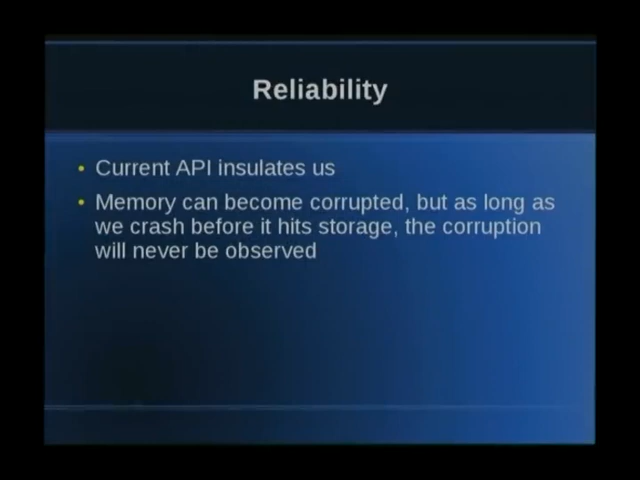 Reliability
• Current API insulates us
• Memory can become corrupted, but as long as
we crash before it hits storage, the corruption
will never be observed